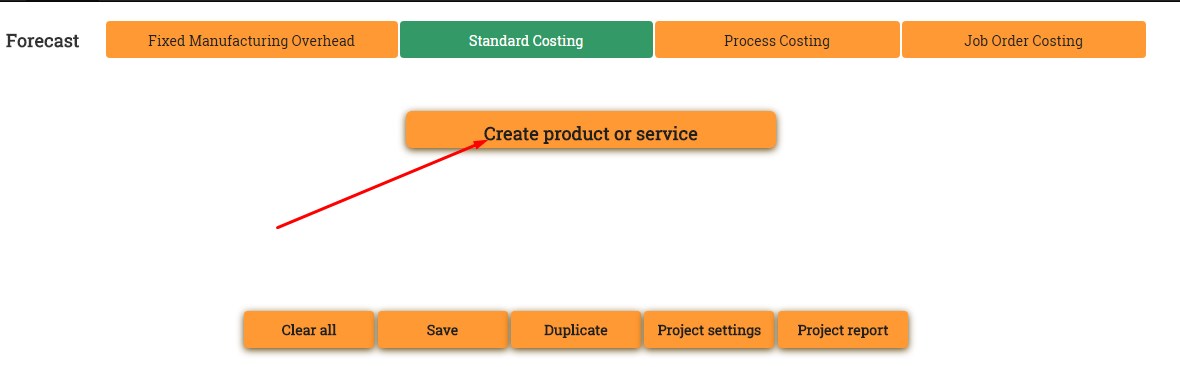 Forecast
Fixed Manufacturing Overhead
Standard Costing
Process Costing
Job Order Costing
Create product or service
Clear all
Save
Duplicate
Project settings
Project report